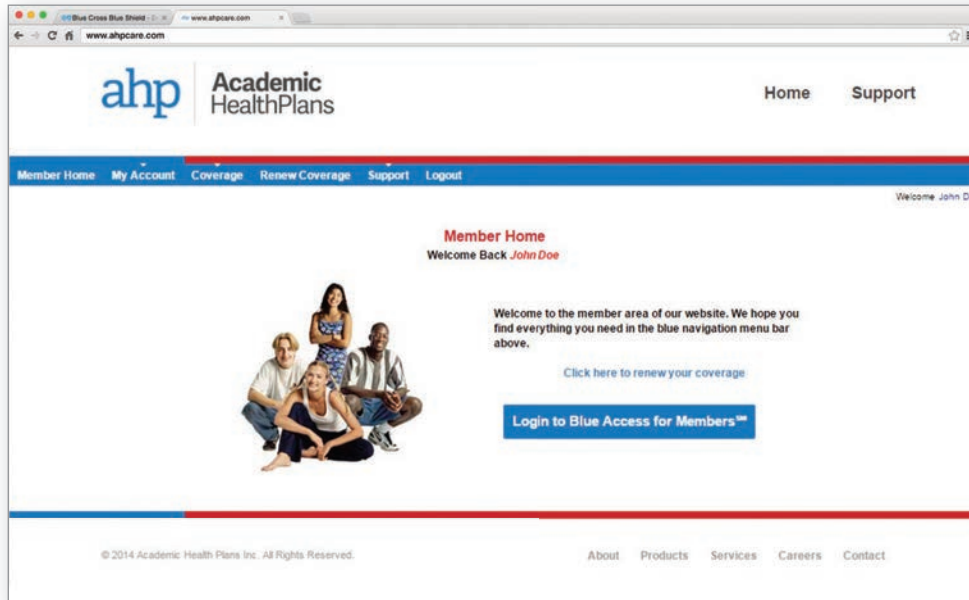 Blue Cross Blue Shield - D
www.ahpcare.com
www.ahpcare.com
ahp
Academic
HealthPlans
Home Support
Member Home My Account Coverage Renew Coverage Support Logout
Welcome John D
Member Home
Welcome Back John Doe
Welcome to the member area of our website. We hope you
find everything you need in the blue navigation menu bar
above.
Click here to renew your coverage
Login to Blue Access for Members℠
© 2014 Academic Health Plans Inc. All Rights Reserved.
About Products Services Careers Contact